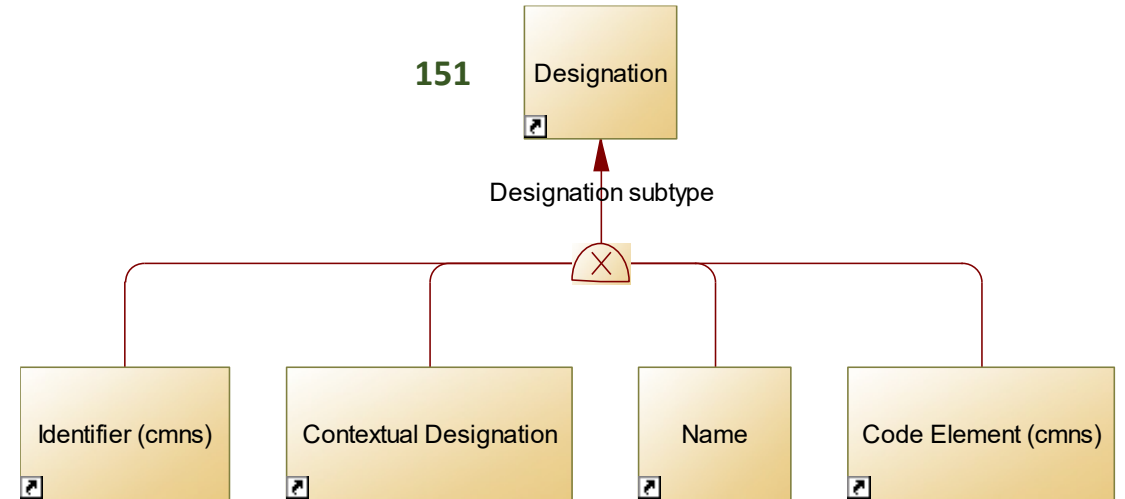 151
Designation
Designation subtype
Identifier (cmns)
Contextual Designation
Name
Code Element (cmns)